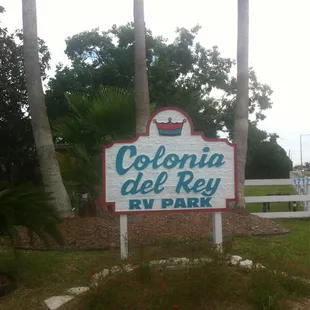 Colonia
del Rey
RV PARK